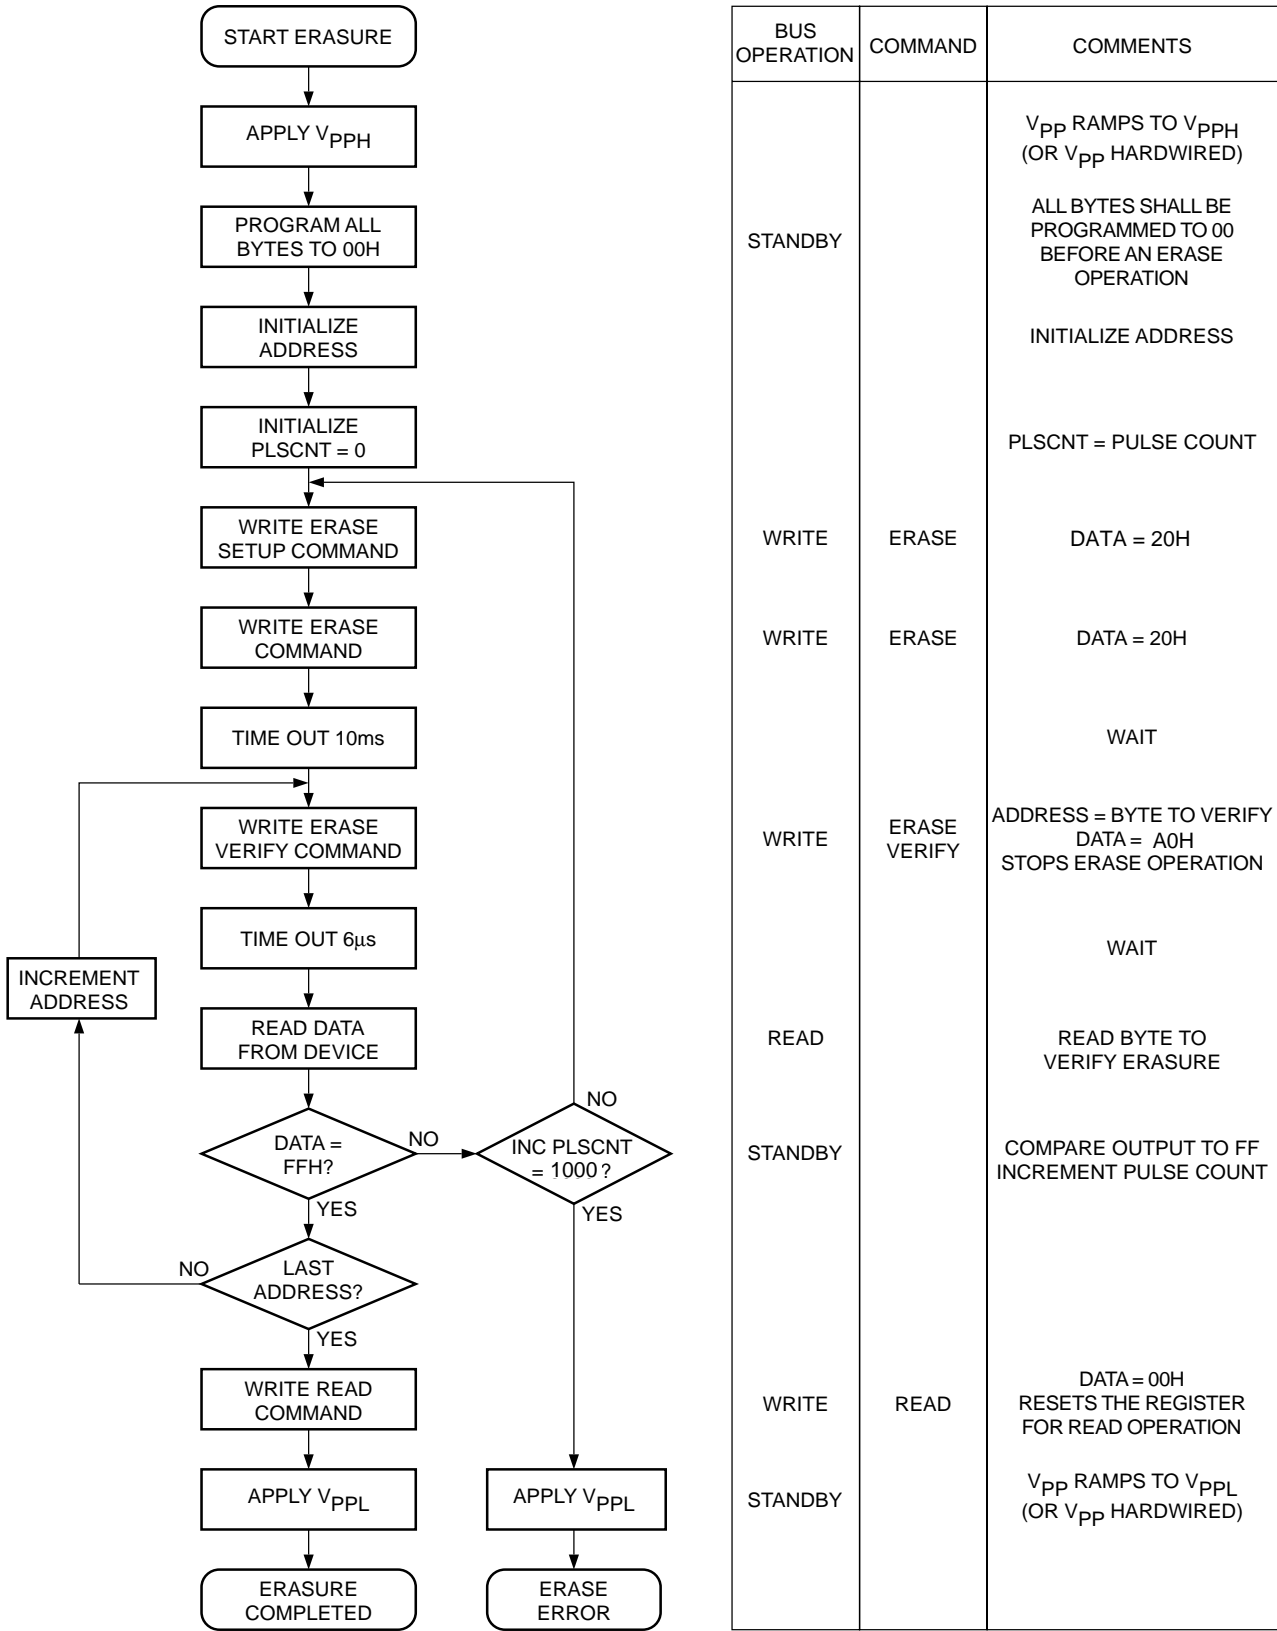 START ERASURE
APPLY VPPH
PROGRAM ALL
BYTES TO 00H
INITIALIZE
ADDRESS
INITIALIZE
PLSCNT = 0
WRITE ERASE
SETUP COMMAND
WRITE ERASE
COMMAND
TIME OUT 10ms
WRITE ERASE
VERIFY COMMAND
TIME OUT 6μs
INCREMENT
ADDRESS
READ DATA
FROM DEVICE
DATA =
FFH?
NO
INC PLSCNT
= 1000 ?
NO
YES
YES
LAST
ADDRESS?
NO
YES
WRITE READ
COMMAND
APPLY VPPL
ERASURE
COMPLETED
APPLY VPPL
ERASE
ERROR
BUS
OPERATION
COMMAND
COMMENTS
STANDBY
VPP RAMPS TO VPPH
(OR VPP HARDWIRED)
ALL BYTES SHALL BE
PROGRAMMED TO 00
BEFORE AN ERASE
OPERATION
INITIALIZE ADDRESS
PLSCNT = PULSE COUNT
WRITE
ERASE
DATA = 20H
WRITE
ERASE
DATA = 20H
WAIT
WRITE
ERASE
VERIFY
ADDRESS = BYTE TO VERIFY
DATA = A0H
STOPS ERASE OPERATION
WAIT
READ
READ BYTE TO
VERIFY ERASURE
STANDBY
COMPARE OUTPUT TO FF
INCREMENT PULSE COUNT
WRITE
READ
DATA = 00H
RESETS THE REGISTER
FOR READ OPERATION
STANDBY
VPP RAMPS TO VPPL
(OR VPP HARDWIRED)